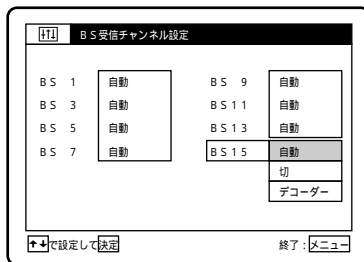 BS受信チャンネル設定
BS 1 自動 BS 9 自動
BS 3 自動 BS11 自動
BS 5 自動 BS13 自動
BS 7 自動 BS15 自動
切
デコーダー
↑↓で設定して決定 終了:メニュー